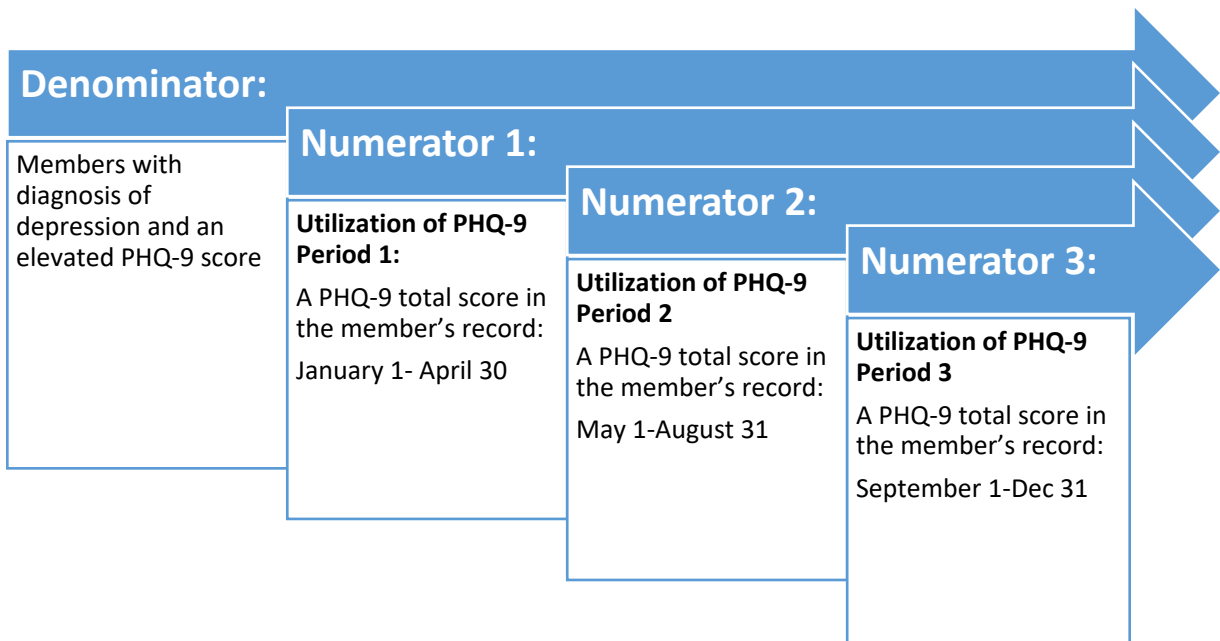 Denominator:
Members with
diagnosis of
depression and an
elevated PHQ-9 score
Numerator 1:
Utilization of PHQ-9
Period 1:
A PHQ-9 total score in
the member’s record:
January 1- April 30
Numerator 2:
Utilization of PHQ-9
Period 2
A PHQ-9 total score in
the member’s record:
May 1-August 31
Numerator 3:
Utilization of PHQ-9
Period 3
A PHQ-9 total score in
the member’s record:
September 1-Dec 31